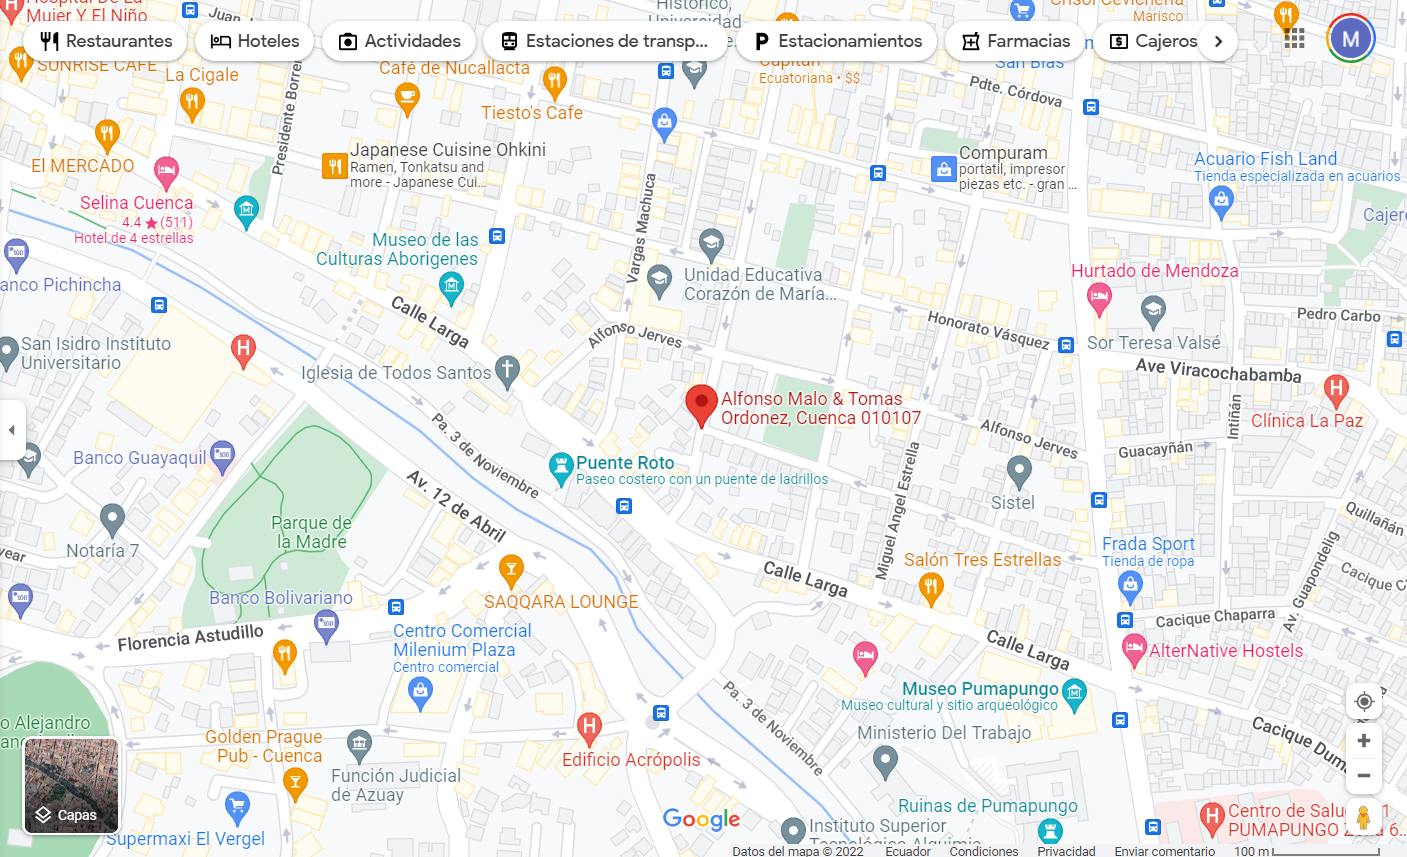 Hospital De La
Mujer Y El Niño
Histórico,
Universidad
Crisol Cevichería
Marisco
Restaurantes
Hoteles
Actividades
Estaciones de transp...
Estacionamientos
Farmacias
Cajeros
M
SUNRISE CAFE
La Cigale
Café de Nucallacta
Capitán
Ecuatoriana • $$
San Blas
Presidente Borrero
Tiesto's Cafe
Pdte. Córdova
El MERCADO
Japanese Cuisine Ohkini
Ramen, Tonkatsu and
more - Japanese Cui...
Compuram
portatil, impresor
piezas etc. - gran ...
Acuario Fish Land
Tienda especializada en acuarios
Selina Cuenca
4.4 ★ (511)
Hotel de 4 estrellas
Vargas Machuca
Cajero
Museo de las
Culturas Aborigenes
Unidad Educativa
Corazón de María...
Hurtado de Mendoza
anco Pichincha
Calle Larga
Alfonso Jerves
Honorato Vásquez
Pedro Carbo
San Isidro Instituto
Universitario
Sor Teresa Valsé
Iglesia de Todos Santos
Ave Viracochabamba
Alfonso Malo & Tomas
Ordonez, Cuenca 010107
Intiñán
Clínica La Paz
Pa. 3 de Noviembre
Alfonso Jerves
Guacayñán
Banco Guayaquil
Puente Roto
Paseo costero con un puente de ladrillos
Av. 12 de Abril
Miguel Angel Estrella
Sistel
Quillañán
Parque de
la Madre
Notaría 7
year
Calle Larga
Salón Tres Estrellas
Frada Sport
Tienda de ropa
Av. Guapondelig
Cacique C
Banco Bolivariano
SAQQARA LOUNGE
Florencia Astudillo
Centro Comercial
Milenium Plaza
Centro comercial
Cacique Chaparra
Calle Larga
AlterNative Hostels
Pa. 3 de Noviembre
Museo Pumapungo
Museo cultural y sitio arqueológico
o Alejandro
Ministerio Del Trabajo
Cacique Duma
Golden Prague
Pub - Cuenca
Edificio Acrópolis
Función Judicial
de Azuay
Capas
Supermaxi El Vergel
Google
Ruinas de Pumapungo
Instituto Superior
Tecnológico Alquimia
Centro de Salud 1
PUMAPUNGO Zona 6...
Datos del mapa © 2022
Ecuador
Condiciones
Privacidad
Enviar comentario
100 m